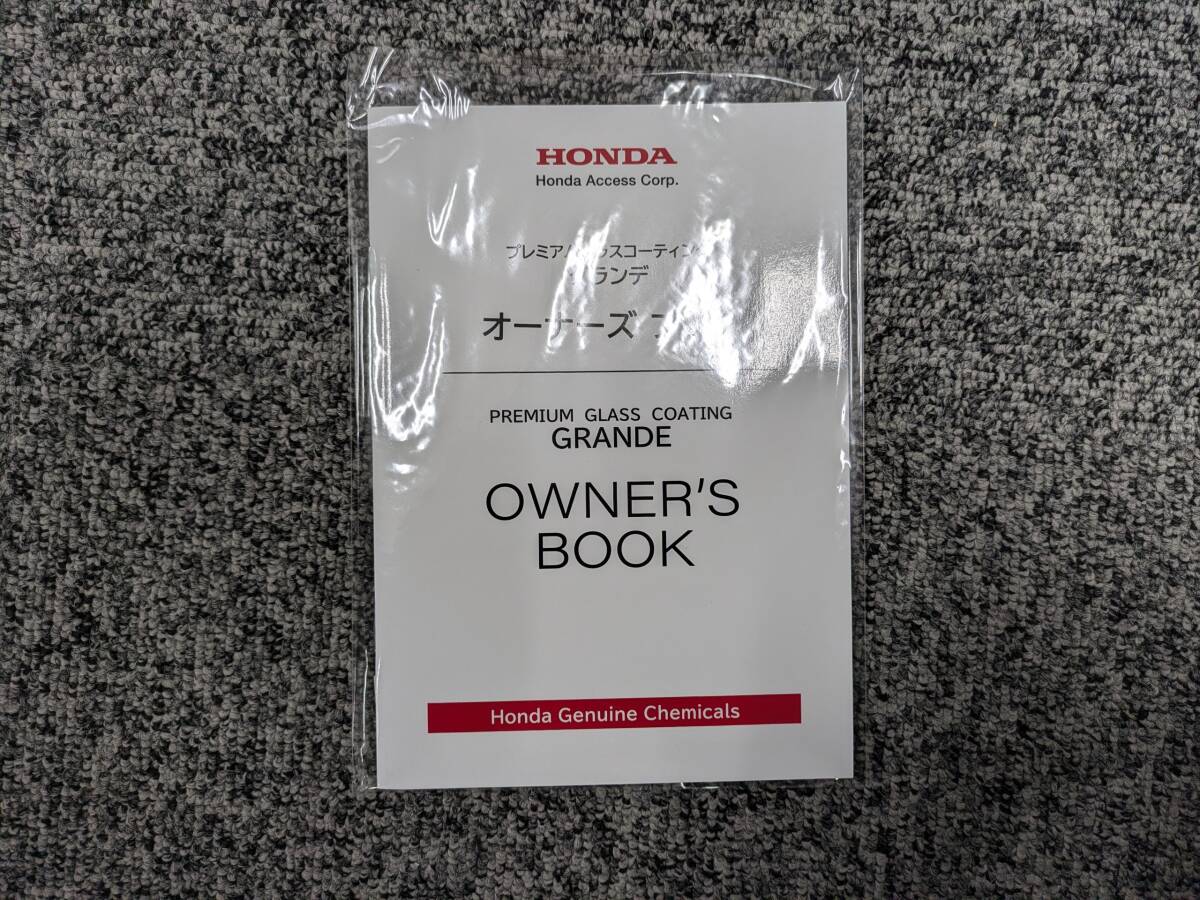 HONDA
Honda Access Corp.
オーナーズ
PREMIUM GLASS COATING
GRANDE
OWNER'S
BOOK
Honda Genuine Chemicals